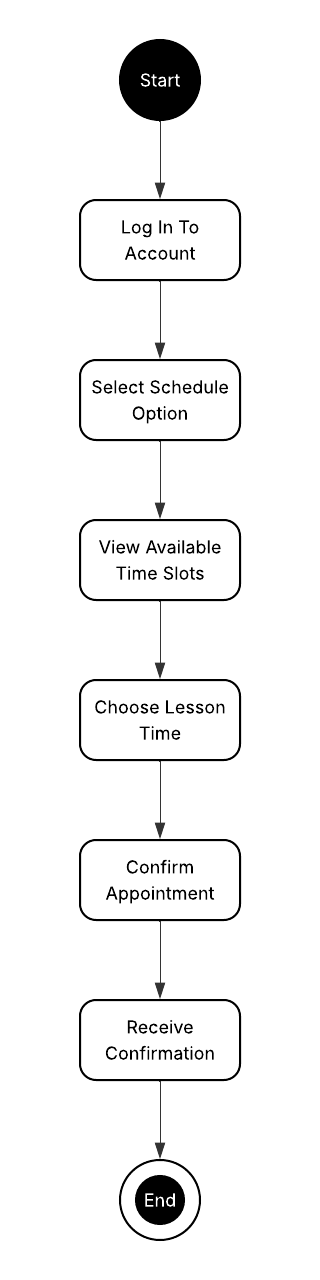 Start
Log In To
Account
Select Schedule
Option
View Available
Time Slots
Choose Lesson
Time
Confirm
Appointment
Receive
Confirmation
End